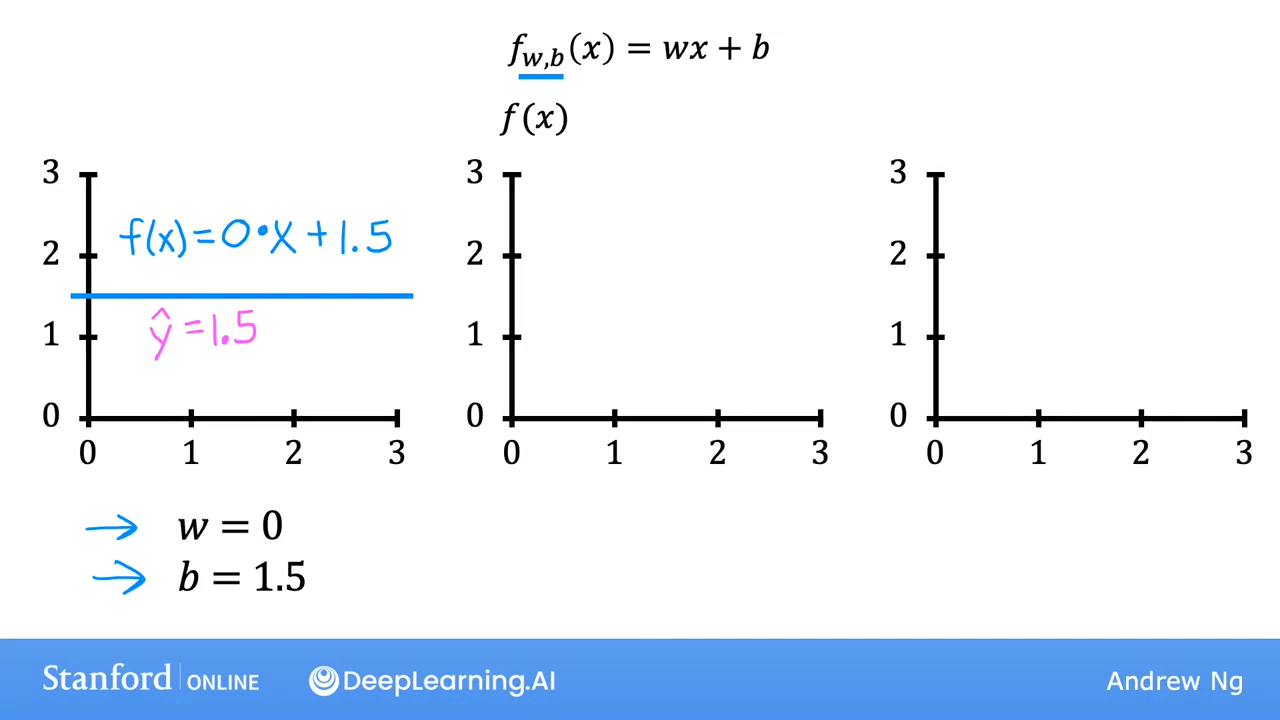 f_{w,b}(x) = wx + b
f(x)
3
2
1
0
0 1 2 3
f(x) = 0 • x + 1.5
ŷ = 1.5
w = 0
b = 1.5
3
2
1
0
0 1 2 3
3
2
1
0
0 1 2 3
Stanford ONLINE
DeepLearning.AI
Andrew Ng